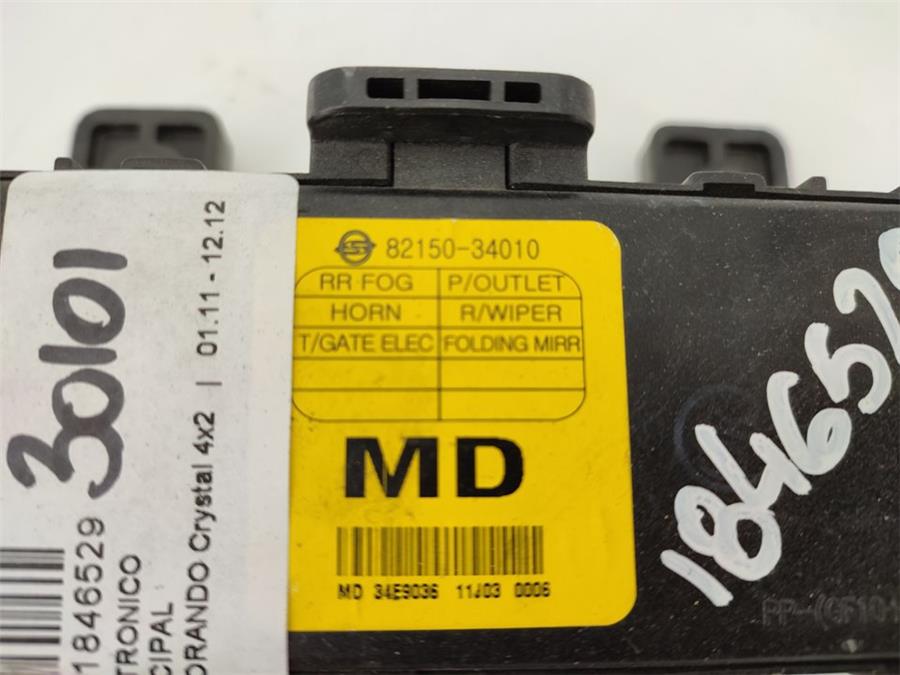 82150-34010
RR FOG P/OUTLET
HORN R/WIPER
T/GATE ELEC FOLDING MIRR
MD
MD 34E9036 11J03 0006
30101
1846529
TRONICO
CIPAL
ORANDO Crystal 4x2 | 01.11 - 12.12
184652